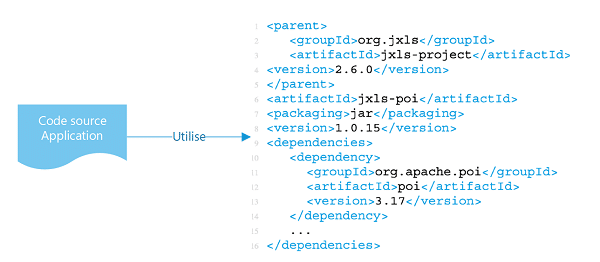 Code source
Application
Utilise
1 <parent>
2 <groupId>org.jxls</groupId>
3 <artifactId>jxls-project</artifactId>
4 <version>2.6.0</version>
5 </parent>
6 <artifactId>jxls-poi</artifactId>
7 <packaging>jar</packaging>
8 <version>1.0.15</version>
9 <dependencies>
10 <dependency>
11 <groupId>org.apache.poi</groupId>
12 <artifactId>poi</artifactId>
13 <version>3.17</version>
14 </dependency>
15 ...
16 </dependencies>